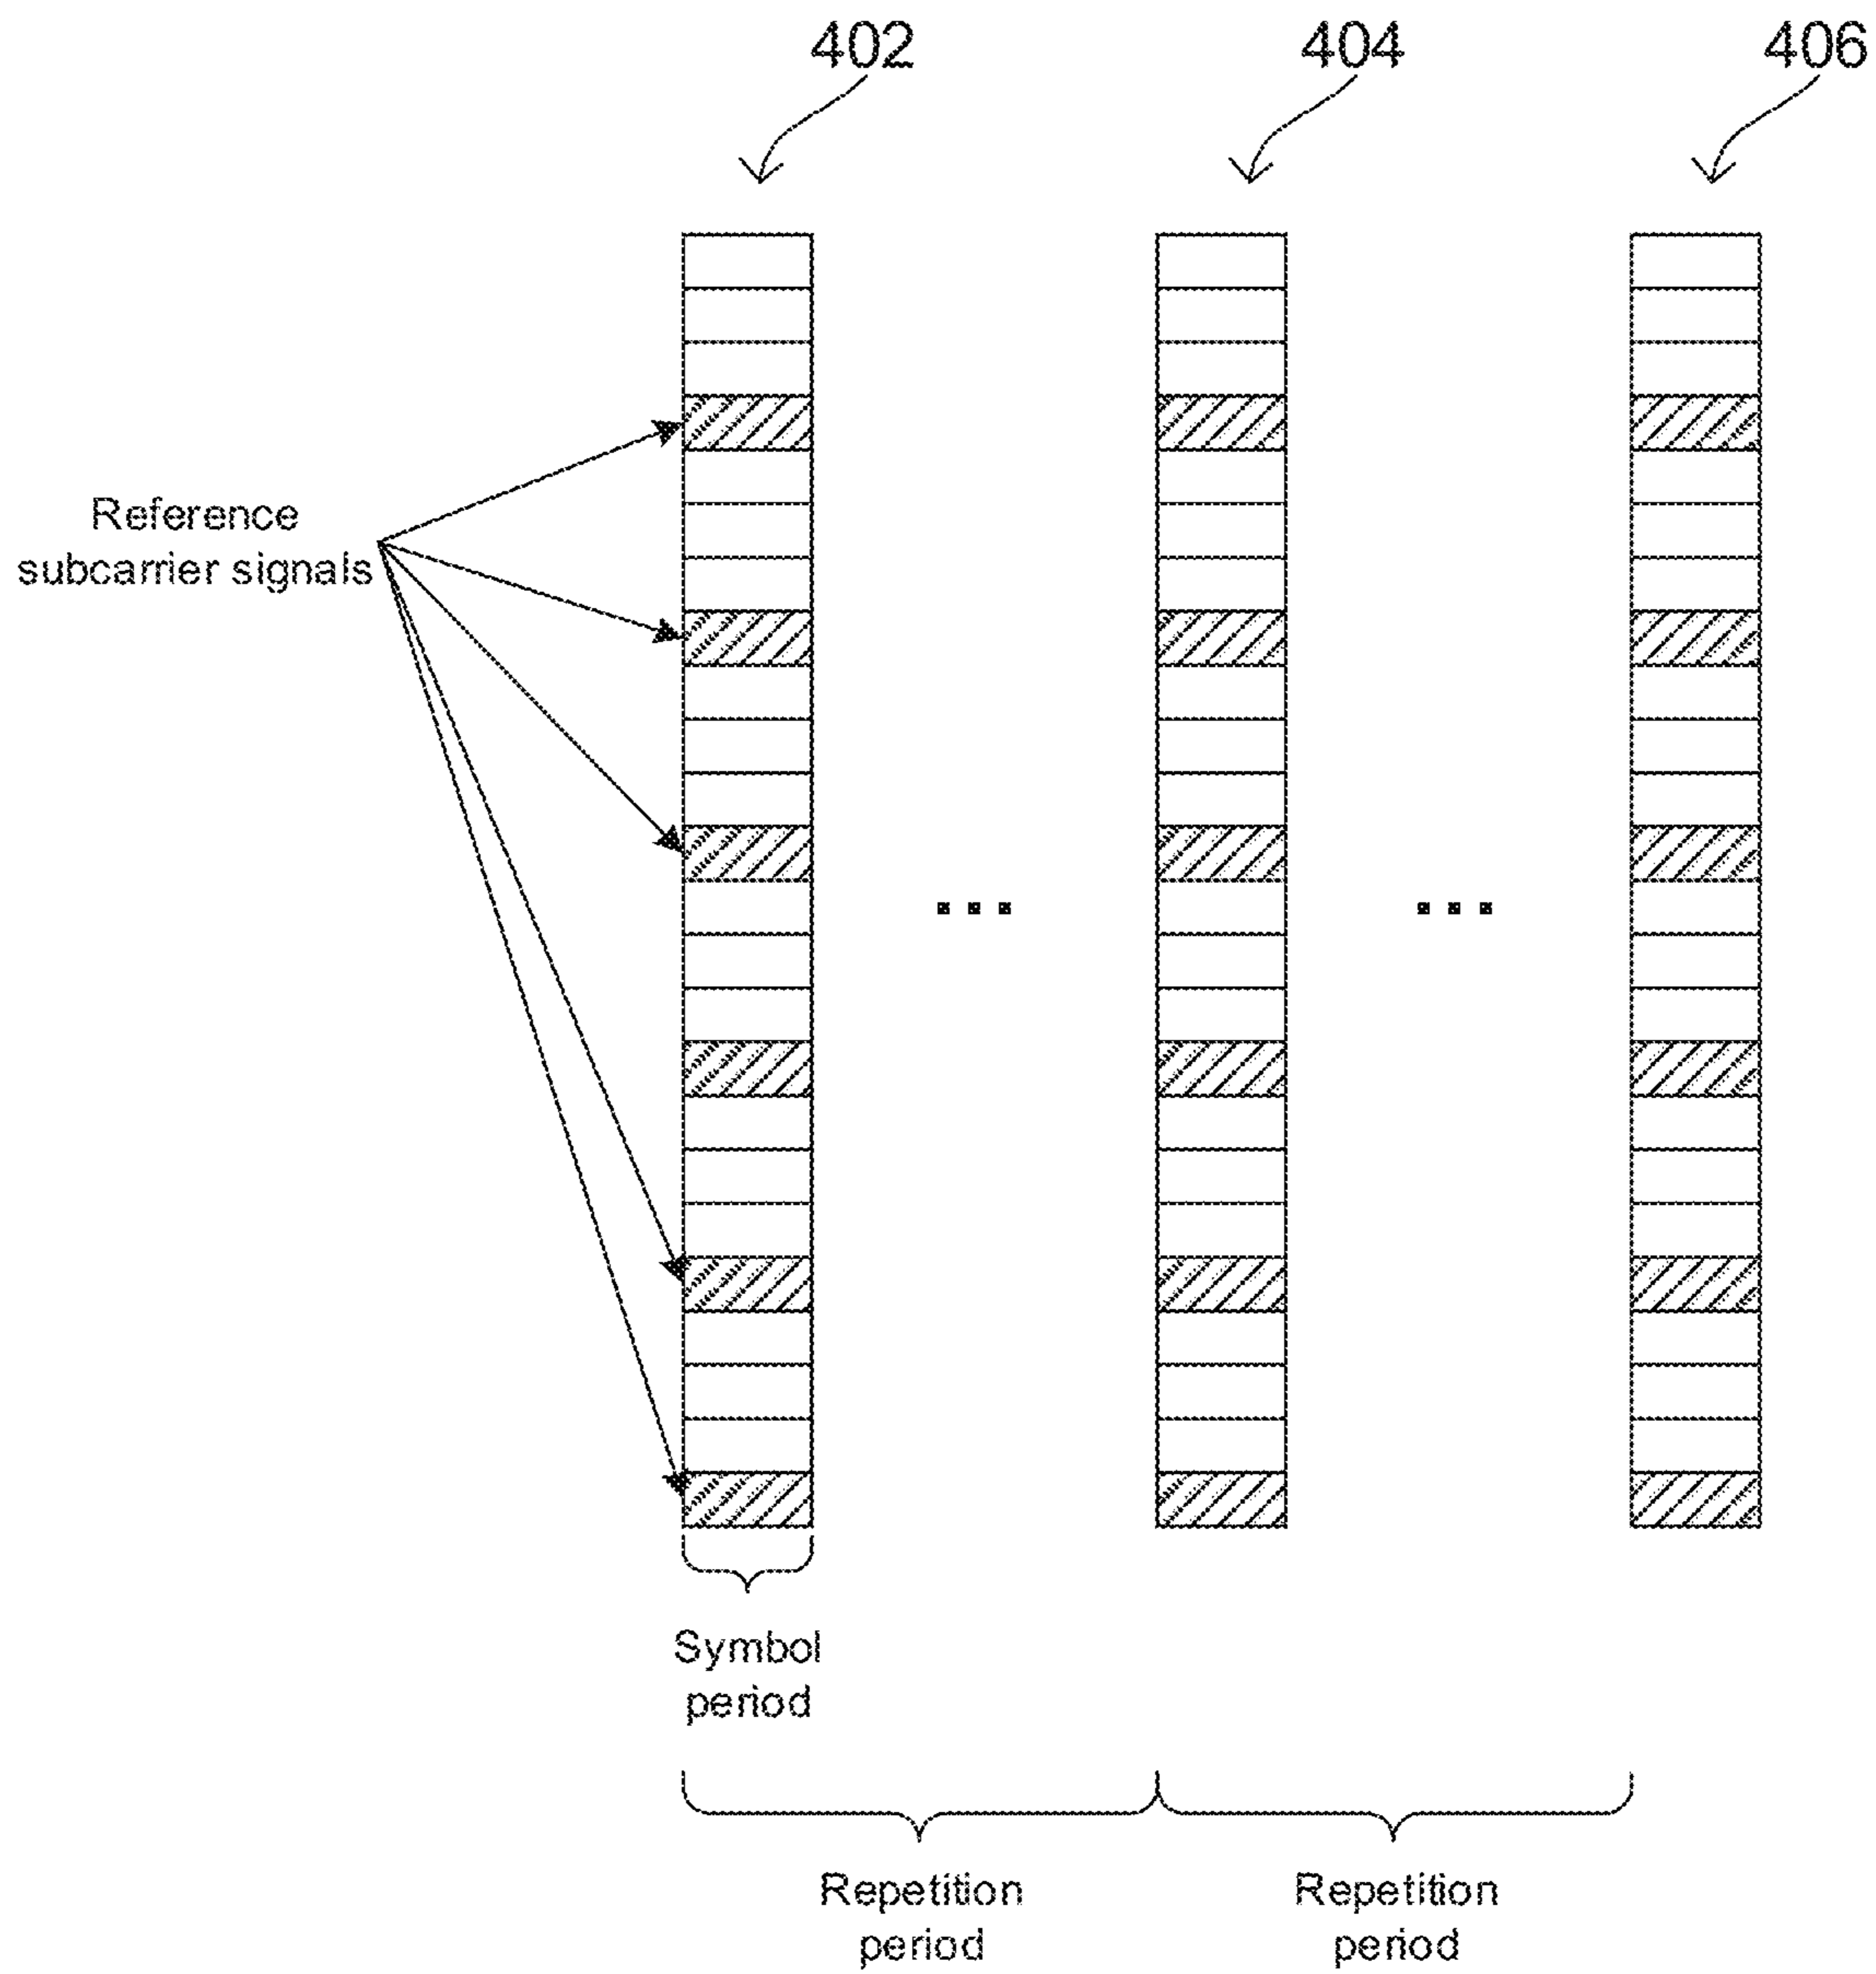 402
404
406
Reference
subcarrier signals
Symbol
period
Repetition
period
Repetition
period